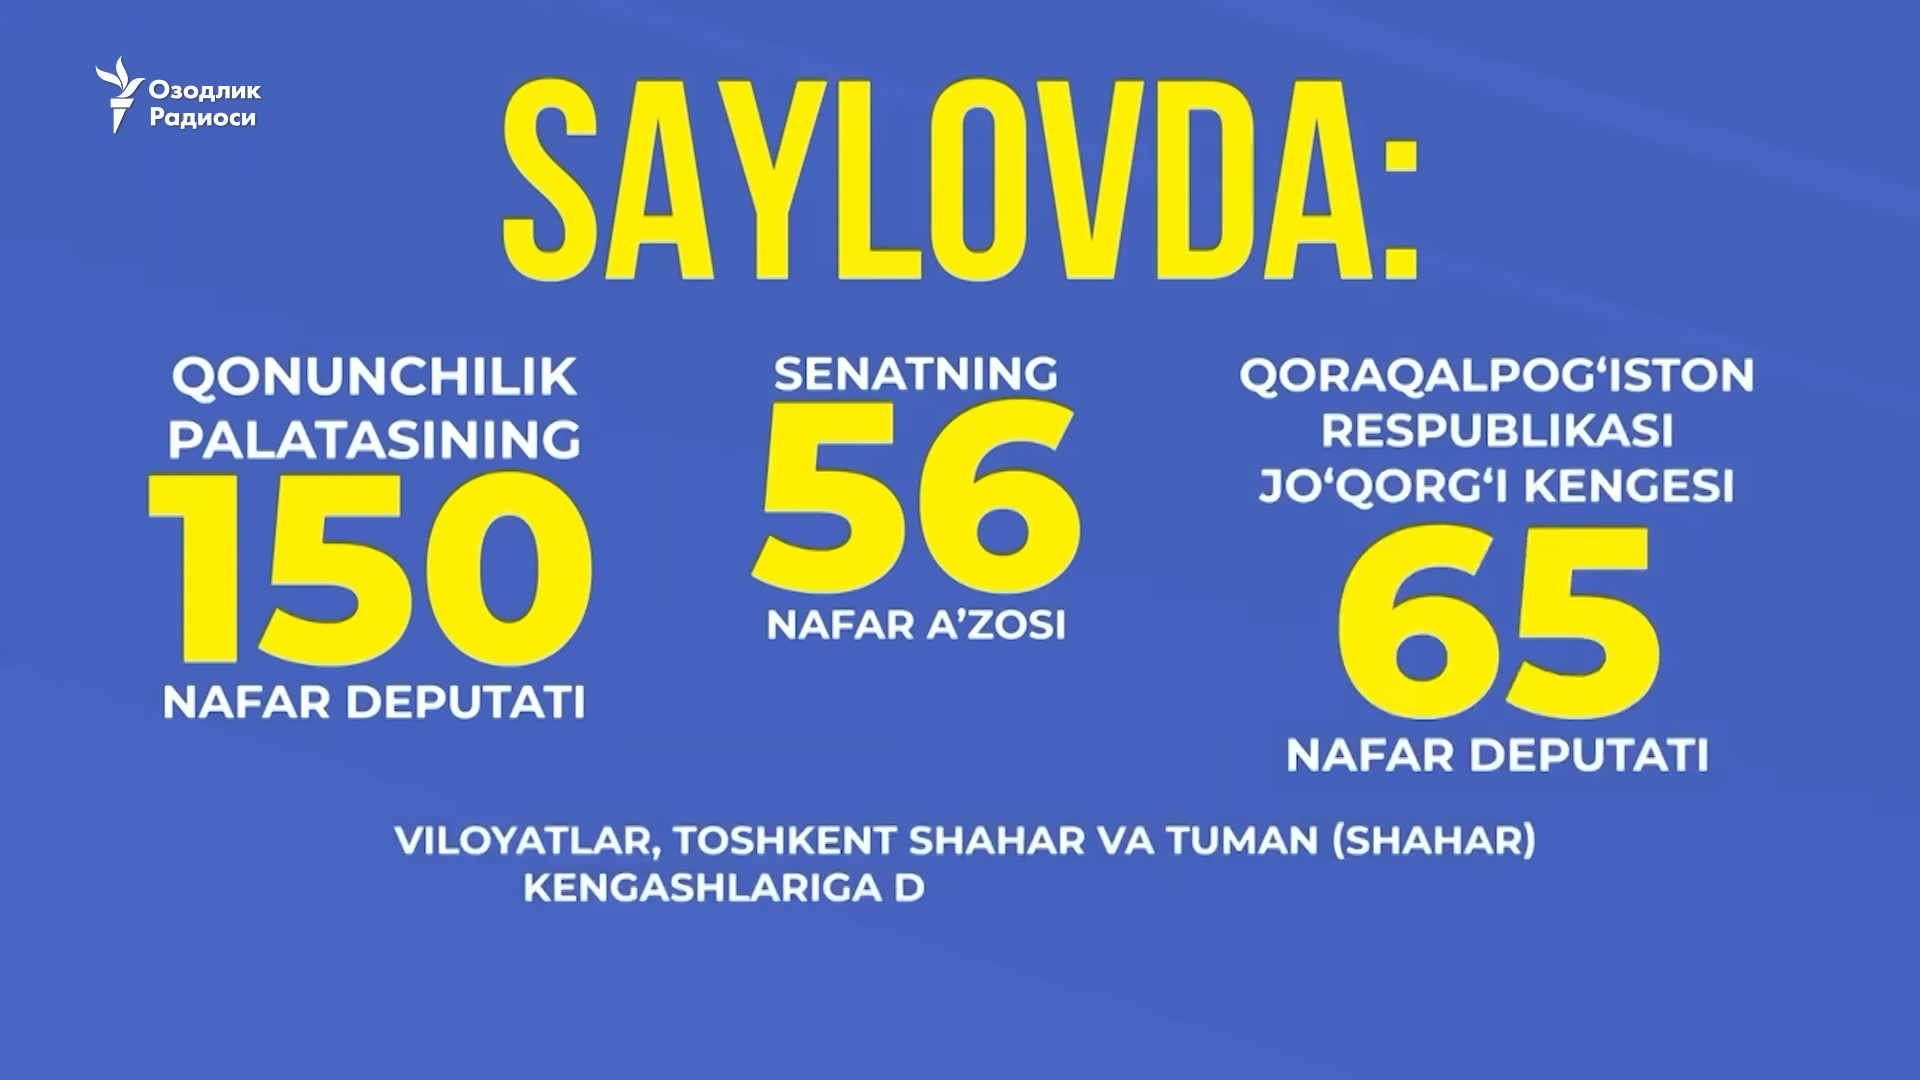 Озодлик
Радиоси
SAYLOVDA:
QONUNCHILIK
PALATASINING
150
NAFAR DEPUTATI
SENATNING
56
NAFAR A’ZOSI
QORAQALPOG‘ISTON
RESPUBLIKASI
JO‘QORG‘I KENGESI
65
NAFAR DEPUTATI
VILOYATLAR, TOSHKENT SHAHAR VA TUMAN (SHAHAR)
KENGASHLARIGA D